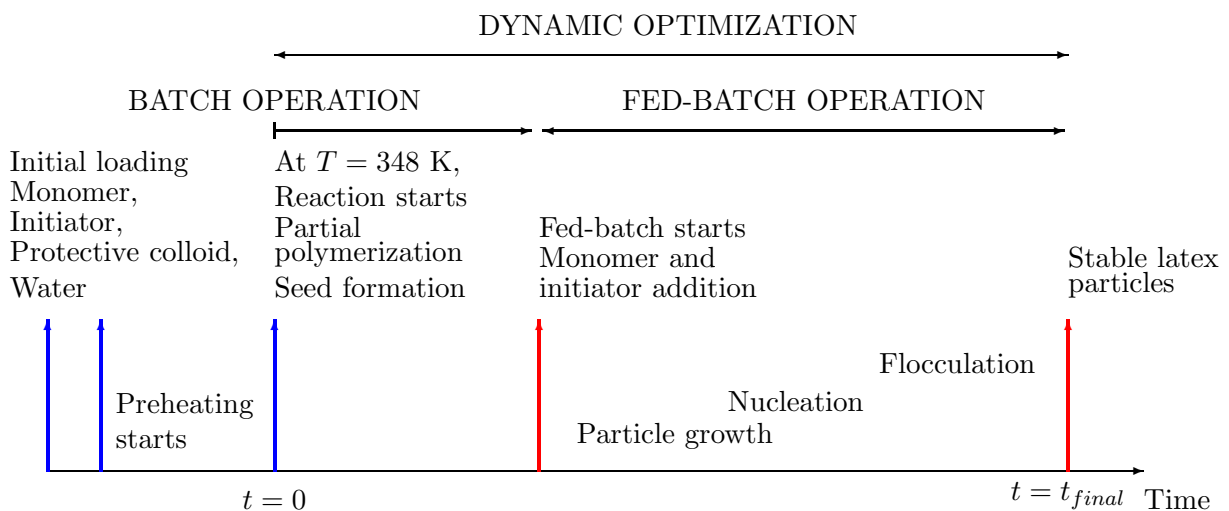 DYNAMIC OPTIMIZATION
BATCH OPERATION
FED-BATCH OPERATION
Initial loading
Monomer,
Initiator,
Protective colloid,
Water
At T = 348 K,
Reaction starts
Partial
polymerization
Seed formation
Fed-batch starts
Monomer and
initiator addition
Stable latex
particles
Preheating
starts
Flocculation
Nucleation
Particle growth
t = 0
t = t_{final}
Time